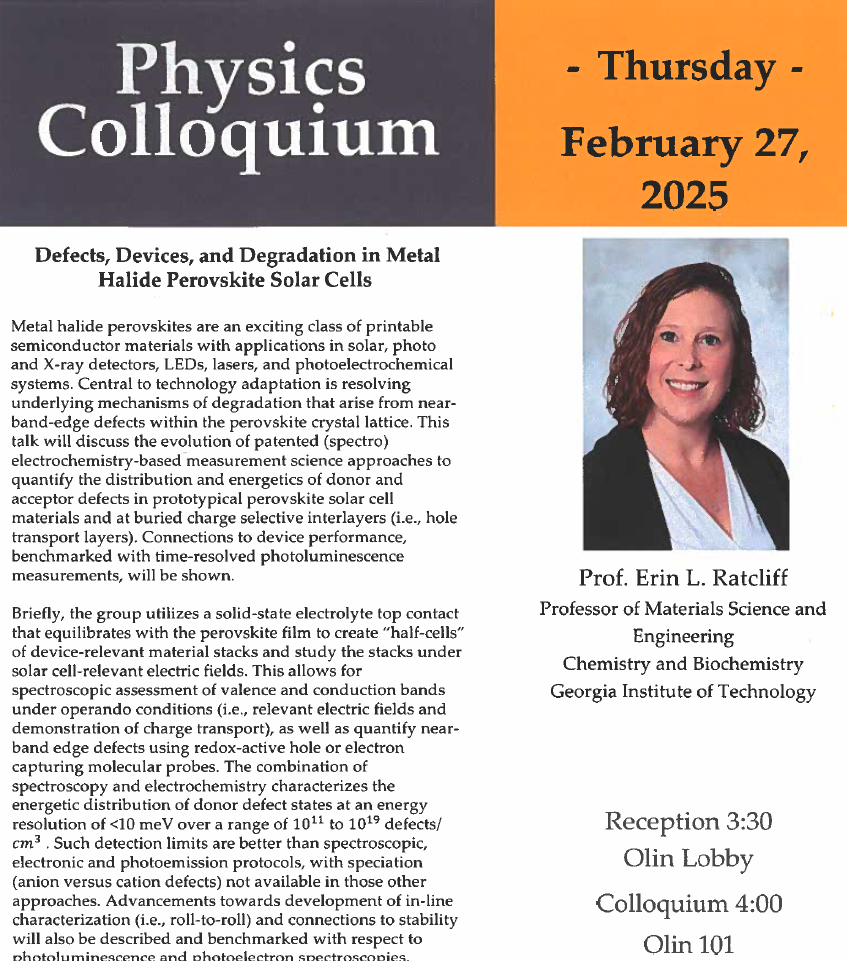 Physics
Colloquium
- Thursday -
February 27,
2025
Defects, Devices, and Degradation in Metal
Halide Perovskite Solar Cells
Metal halide perovskites are an exciting class of printable
semiconductor materials with applications in solar, photo
and X-ray detectors, LEDs, lasers, and photoelectrochemical
systems. Central to technology adaptation is resolving
underlying mechanisms of degradation that arise from near-
band-edge defects within the perovskite crystal lattice. This
talk will discuss the evolution of patented (spectro)
electrochemistry-based measurement science approaches to
quantify the distribution and energetics of donor and
acceptor defects in prototypical perovskite solar cell
materials and at buried charge selective interlayers (i.e., hole
transport layers). Connections to device performance,
benchmarked with time-resolved photoluminescence
measurements, will be shown.
Briefly, the group utilizes a solid-state electrolyte top contact
that equilibrates with the perovskite film to create "half-cells"
of device-relevant material stacks and study the stacks under
solar cell-relevant electric fields. This allows for
spectroscopic assessment of valence and conduction bands
under operando conditions (i.e., relevant electric fields and
demonstration of charge transport), as well as quantify near-
band edge defects using redox-active hole or electron
capturing molecular probes. The combination of
spectroscopy and electrochemistry characterizes the
energetic distribution of donor defect states at an energy
resolution of <10 meV over a range of 10¹¹ to 10¹⁹ defects/
cm³ . Such detection limits are better than spectroscopic,
electronic and photoemission protocols, with speciation
(anion versus cation defects) not available in those other
approaches. Advancements towards development of in-line
characterization (i.e., roll-to-roll) and connections to stability
will also be described and benchmarked with respect to
photoluminescence and photoelectron spectroscopies.
Prof. Erin L. Ratcliff
Professor of Materials Science and
Engineering
Chemistry and Biochemistry
Georgia Institute of Technology
Reception 3:30
Olin Lobby
Colloquium 4:00
Olin 101